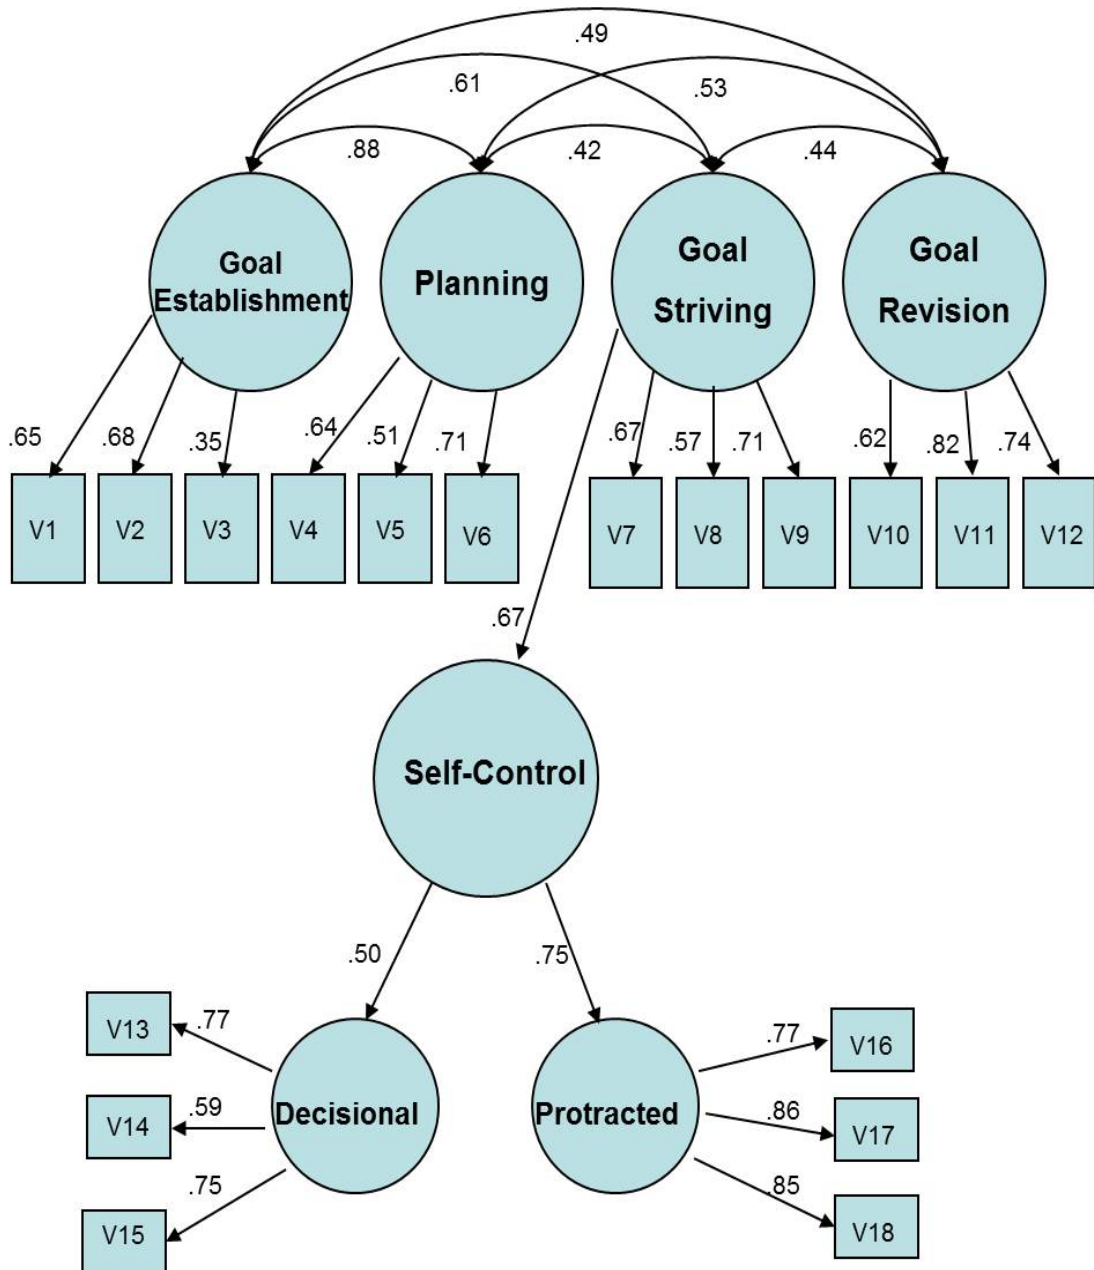 .49
.61
.53
.88
.42
.44
Goal
Establishment
Planning
Goal
Striving
Goal
Revision
.65
.68
.35
.64
.51
.71
.67
.57
.71
.62
.82
.74
V1
V2
V3
V4
V5
V6
V7
V8
V9
V10
V11
V12
.67
Self-Control
.50
.75
V13
.77
V14
.59
V15
.75
Decisional
Protracted
.77
V16
.86
V17
.85
V18